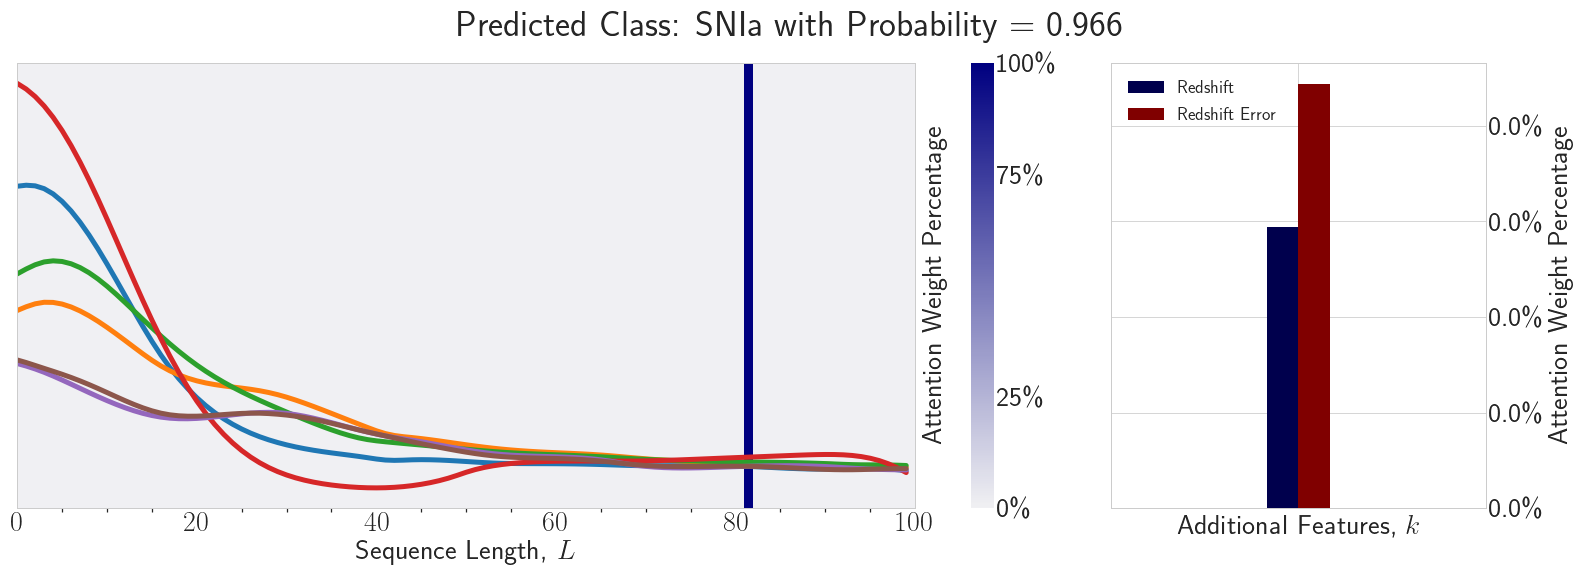 Predicted Class: SNIa with Probability = 0.966
0 20 40 60 80 100
Sequence Length, L
100%
75%
25%
0%
Attention Weight Percentage
Redshift
Redshift Error
0.0%
0.0%
0.0%
0.0%
0.0%
Attention Weight Percentage
Additional Features, k